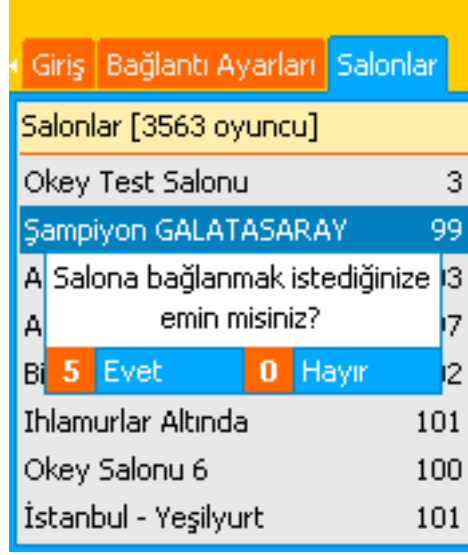 Giriş Bağlantı Ayarları Salonlar
Salonlar [3563 oyuncu]
Okey Test Salonu 3
Şampiyon GALATASARAY 99
Salona bağlanmak istediğinize
emin misiniz?
5 Evet 0 Hayır
Ihlamurlar Altında 101
Okey Salonu 6 100
İstanbul - Yeşilyurt 101